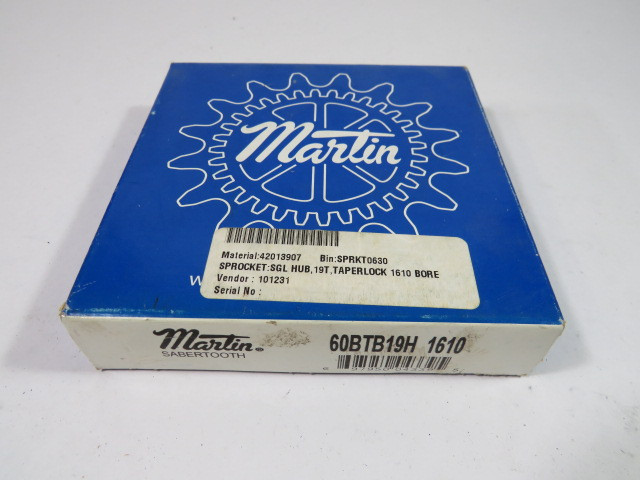 Martin
Material:42013907 Bin:SPRKT0630
SPROCKET:SGL HUB,19T,TAPERLOCK 1610 BORE
Vendor : 101231
Serial No :
w
Martin®
SABERTOOTH
60BTB19H 1610